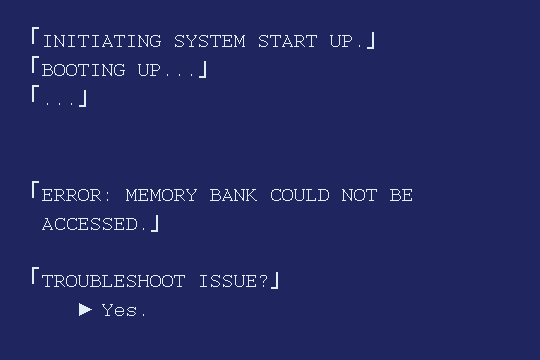 「INITIATING SYSTEM START UP.」
「BOOTING UP...」
「...」
「ERROR: MEMORY BANK COULD NOT BE
ACCESSED.」
「TROUBLESHOOT ISSUE?」
▶ Yes.